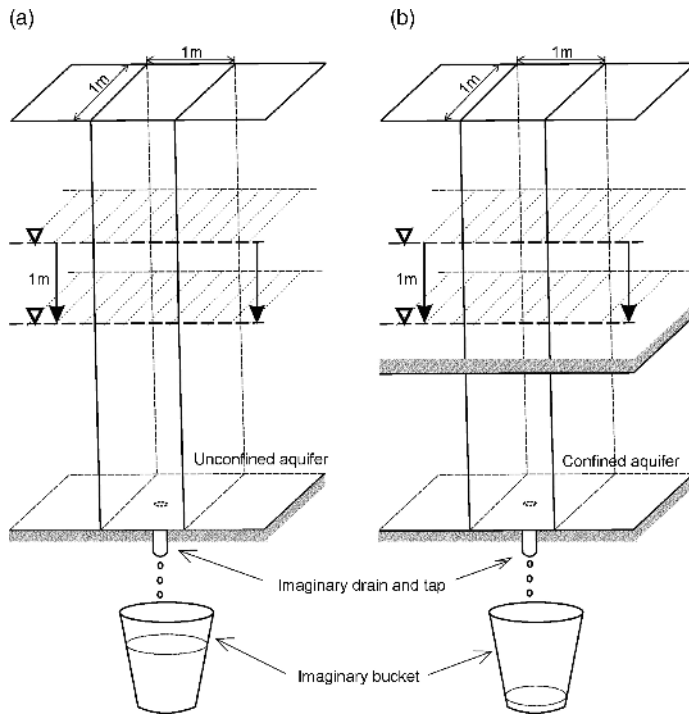 (a)
(b)
1m
1m
1m
1m
1m
1m
Unconfined aquifer
Confined aquifer
Imaginary drain and tap
Imaginary bucket